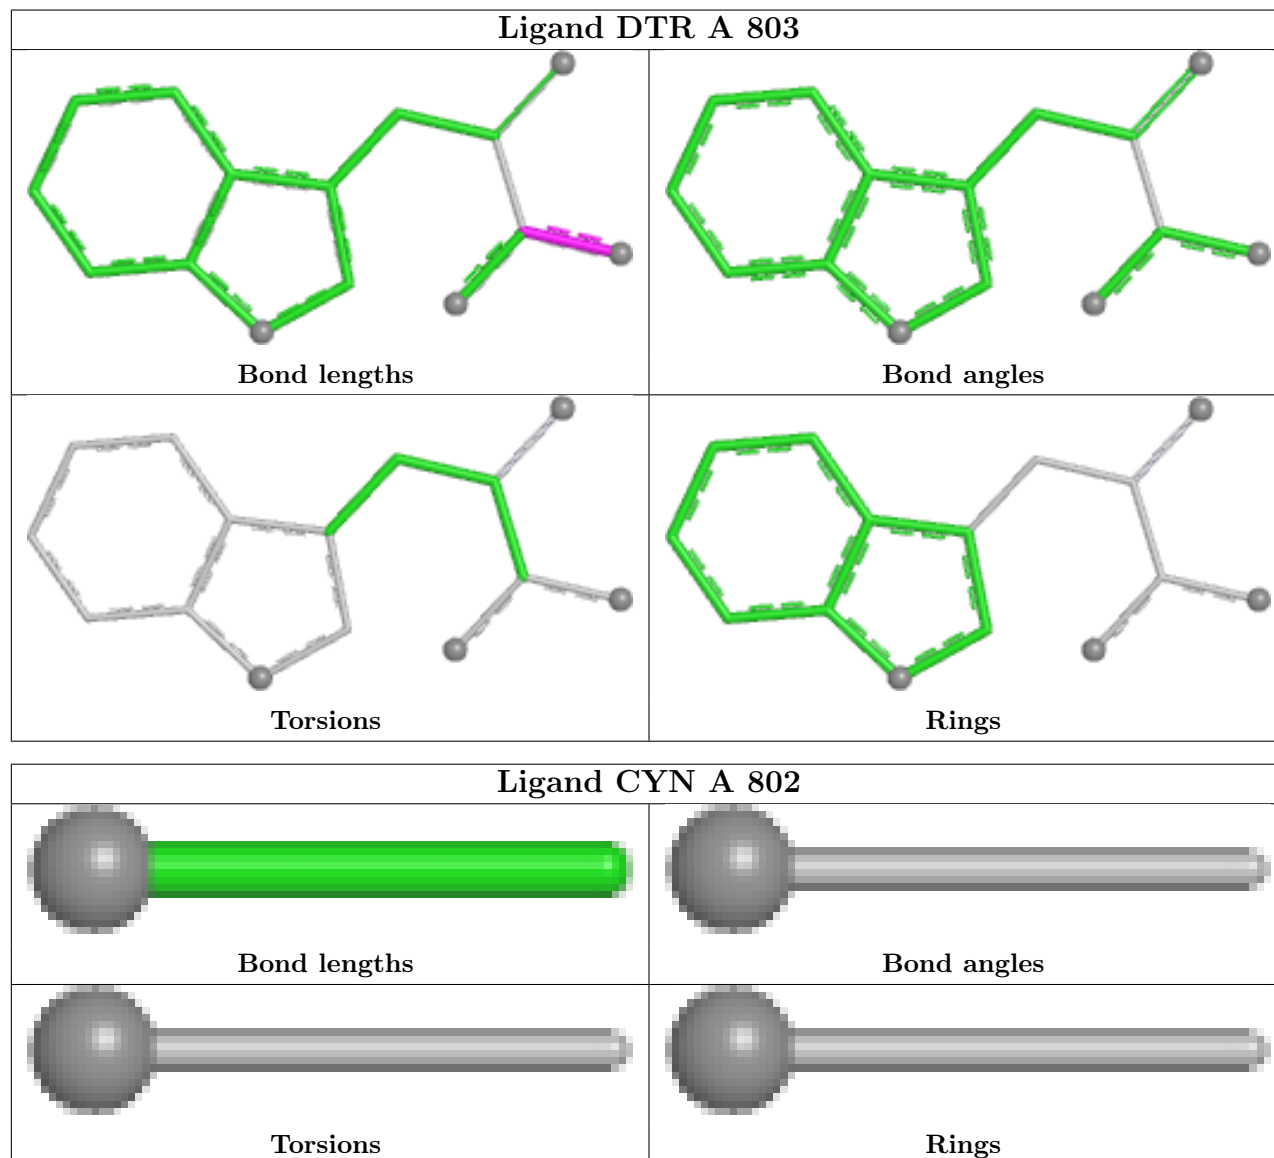 Ligand DTR A 803
Bond lengths
Bond angles
Torsions
Rings
Ligand CYN A 802
Bond lengths
Bond angles
Torsions
Rings